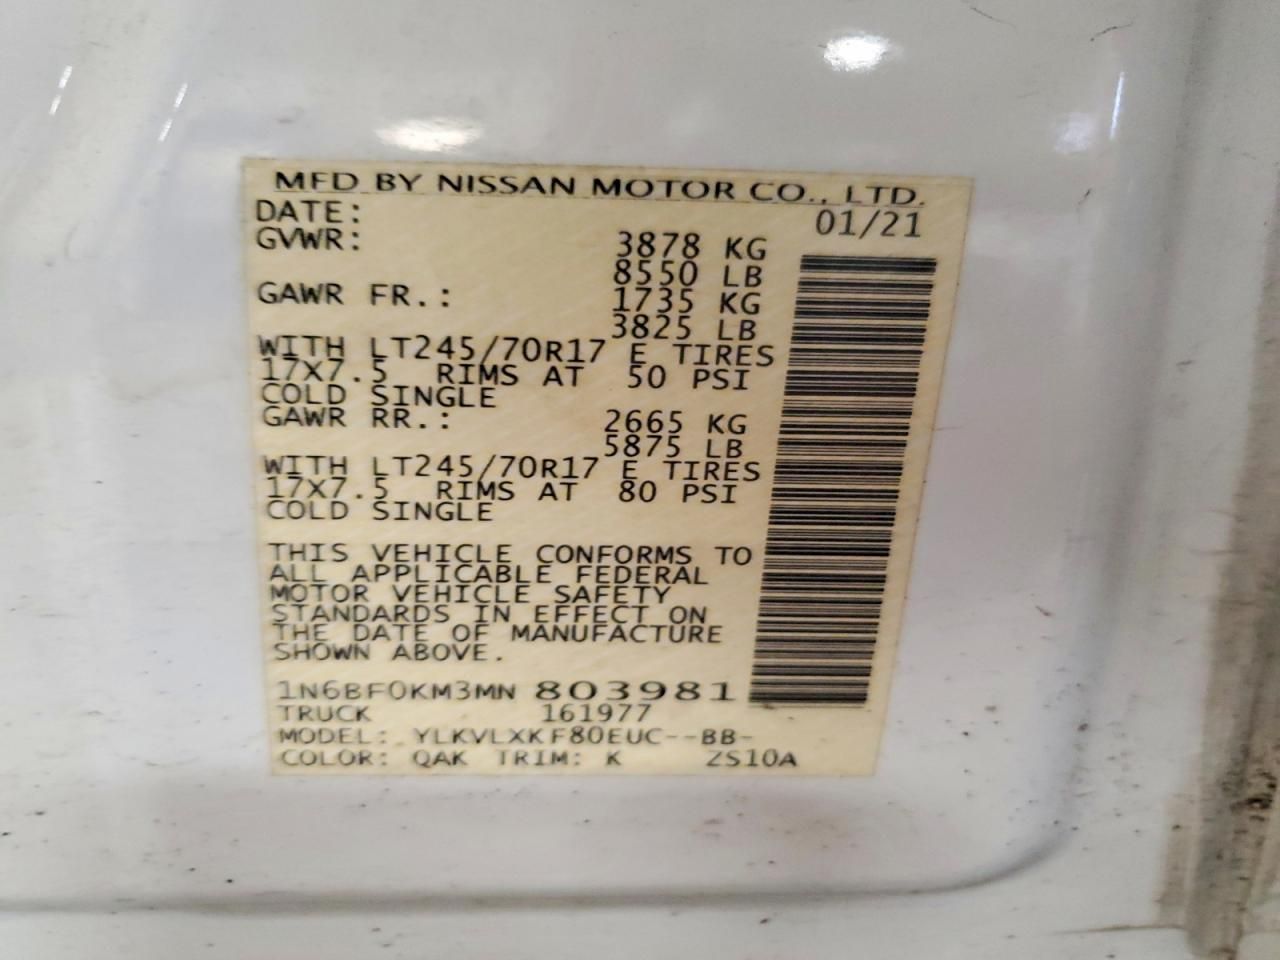 MFD BY NISSAN MOTOR CO., LTD.
DATE: 01/21
GVWR: 3878 KG
8550 LB
GAWR FR.: 1735 KG
3825 LB
WITH LT245/70R17 E TIRES
17X7.5 RIMS AT 50 PSI
COLD SINGLE
GAWR RR.: 2665 KG
5875 LB
WITH LT245/70R17 E TIRES
17X7.5 RIMS AT 80 PSI
COLD SINGLE
THIS VEHICLE CONFORMS TO
ALL APPLICABLE FEDERAL
MOTOR VEHICLE SAFETY
STANDARDS IN EFFECT ON
THE DATE OF MANUFACTURE
SHOWN ABOVE.
1N6BF0KM3MN 803981
TRUCK 161977
MODEL: YLKVLXKF80EUC--BB-
COLOR: QAK TRIM: K ZS10A